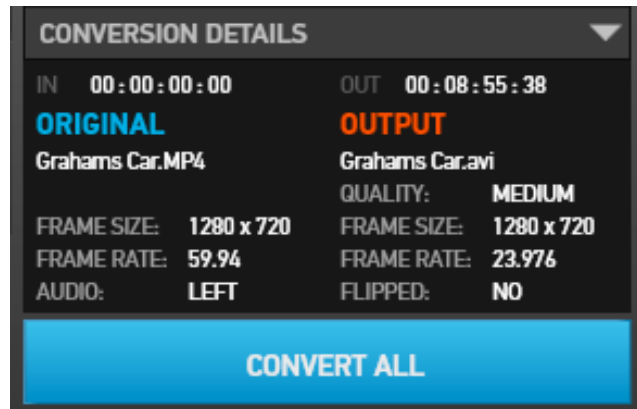 CONVERSION DETAILS
IN 00:00:00:00 OUT 00:08:55:38
ORIGINAL OUTPUT
Grahams Car.MP4 Grahams Car.avi
QUALITY: MEDIUM
FRAME SIZE: 1280 x 720 FRAME SIZE: 1280 x 720
FRAME RATE: 59.94 FRAME RATE: 23.976
AUDIO: LEFT FLIPPED: NO
CONVERT ALL